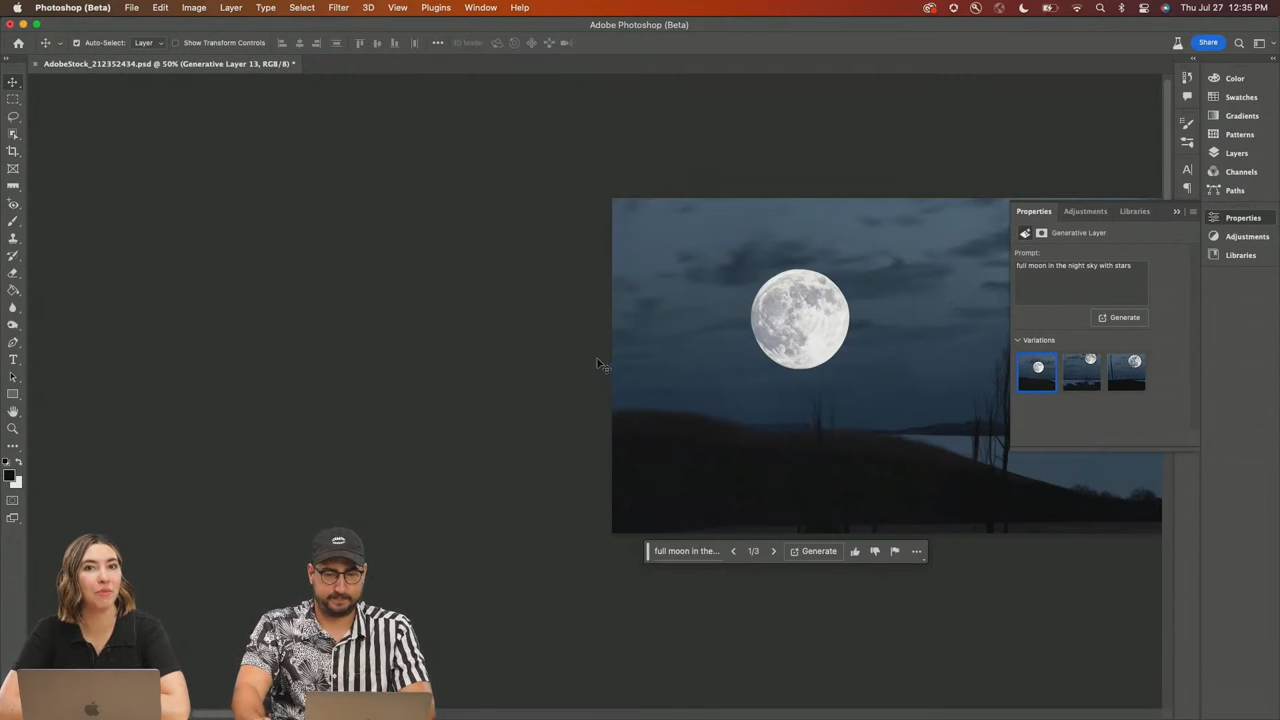 Photoshop (Beta) File Edit Image Layer Type Select Filter 3D View Plugins Window Help Thu Jul 27 12:35 PM
Adobe Photoshop (Beta)
Auto-Select: Layer Show Transform Controls 3D Mode: Share
AdobeStock_212352434.psd @ 50% (Generative Layer 13, RGB/8) *
Color
Swatches
Gradients
Patterns
Layers
Channels
Paths
Properties
Adjustments
Libraries
Properties Adjustments Libraries
Generative Layer
Prompt:
full moon in the night sky with stars
Generate
Variations
full moon in the... 1/3 Generate